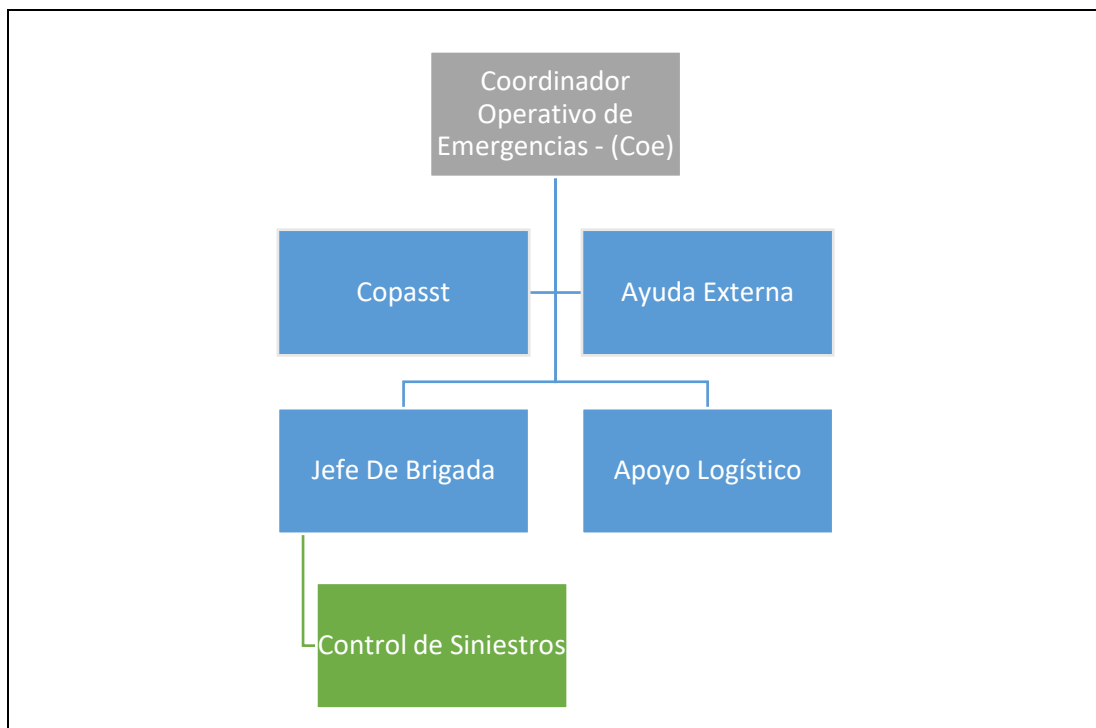 Coordinador
Operativo de
Emergencias - (Coe)
Copasst
Ayuda Externa
Jefe De Brigada
Apoyo Logístico
Control de Siniestros